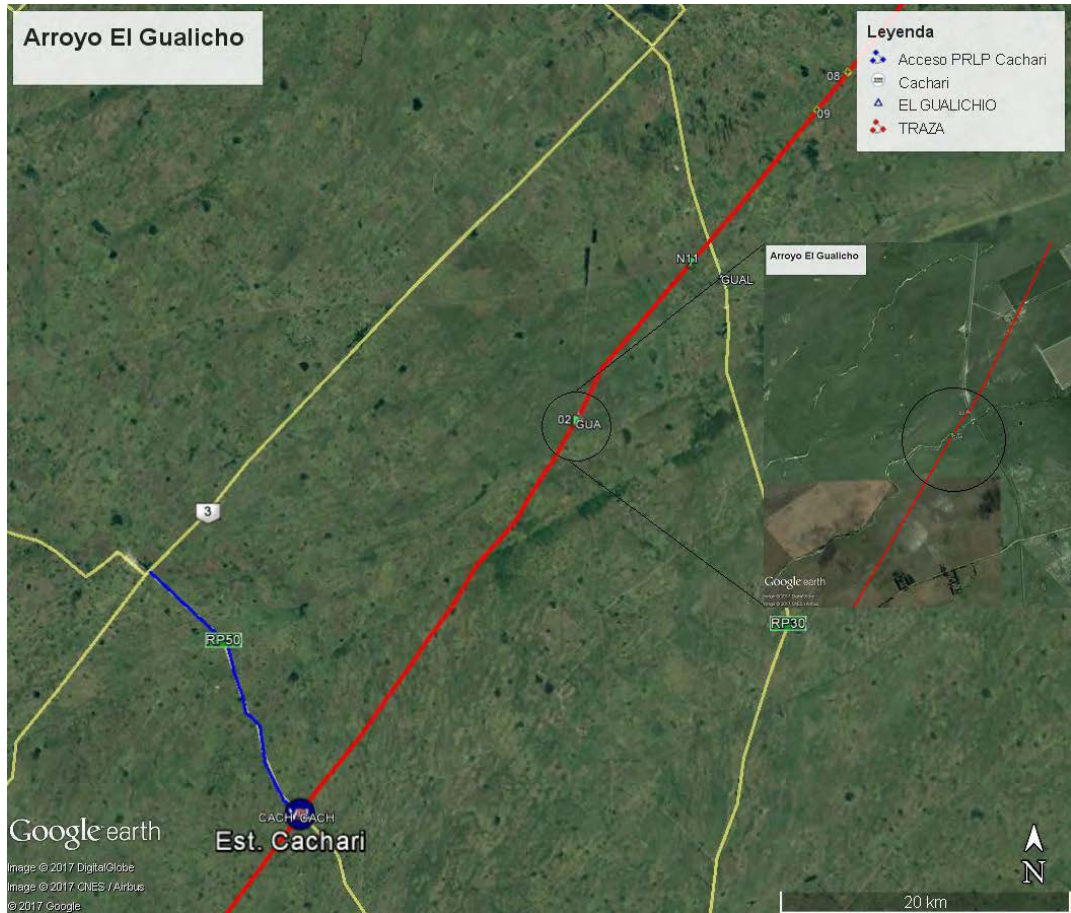 Arroyo El Gualicho
Leyenda
Acceso PRLP Cachari
Cachari
EL GUALICHIO
TRAZA
08
09
N11
GUAL
Arroyo El Gualicho
02
GUA
3
Google earth
RP50
RP30
CACH CACH
Est. Cachari
Google earth
Image © 2017 DigitalGlobe
Image © 2017 CNES / Airbus
© 2017 Google
N
20 km